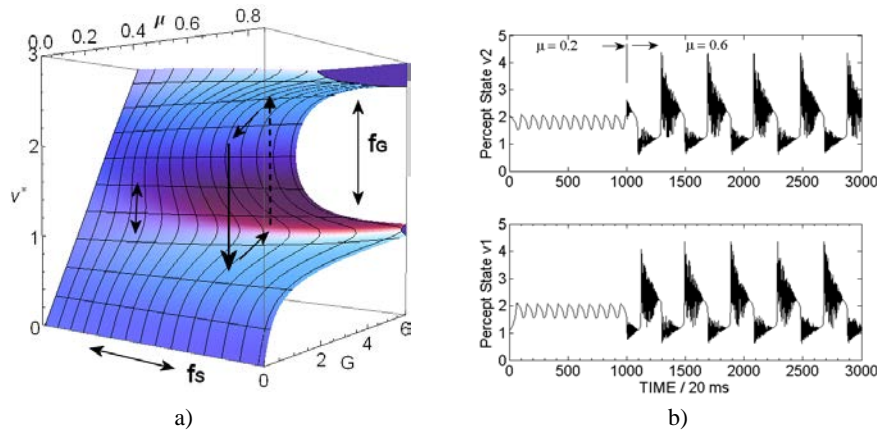 μ
0.0 0.2 0.4 0.6 0.8
3
2
v*
1
0
f_G
f_S
0
2
4
6
G
a)
μ = 0.2
μ = 0.6
Percept State v2
5
4
3
2
1
0
0 500 1000 1500 2000 2500 3000
Percept State v1
5
4
3
2
1
0
0 500 1000 1500 2000 2500 3000
TIME / 20 ms
b)